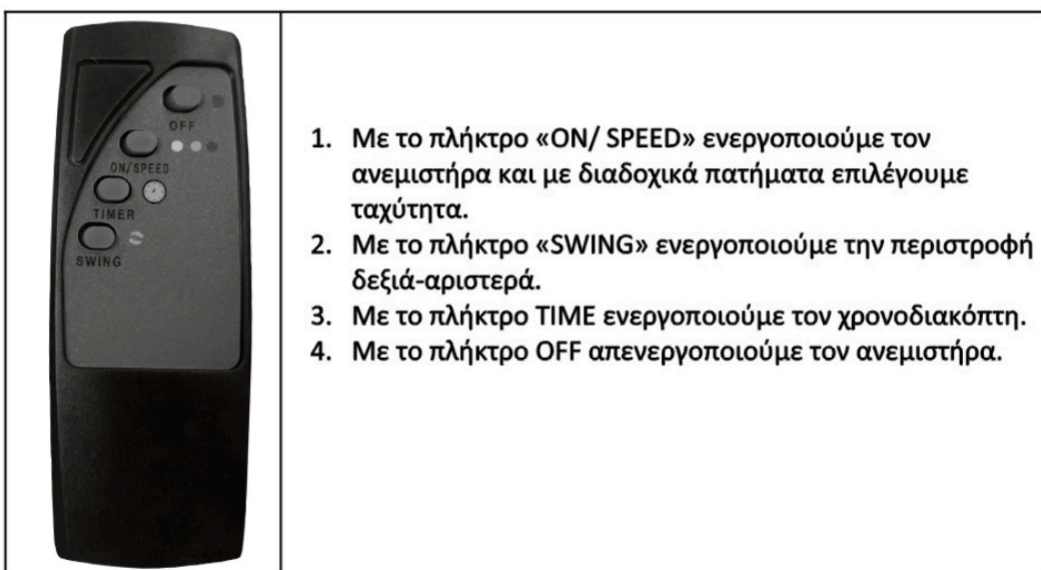 OFF
ON/SPEED
TIMER
SWING
1. Με το πλήκτρο «ON/ SPEED» ενεργοποιούμε τον
ανεμιστήρα και με διαδοχικά πατήματα επιλέγουμε
ταχύτητα.
2. Με το πλήκτρο «SWING» ενεργοποιούμε την περιστροφή
δεξιά-αριστερά.
3. Με το πλήκτρο TIME ενεργοποιούμε τον χρονοδιακόπτη.
4. Με το πλήκτρο OFF απενεργοποιούμε τον ανεμιστήρα.